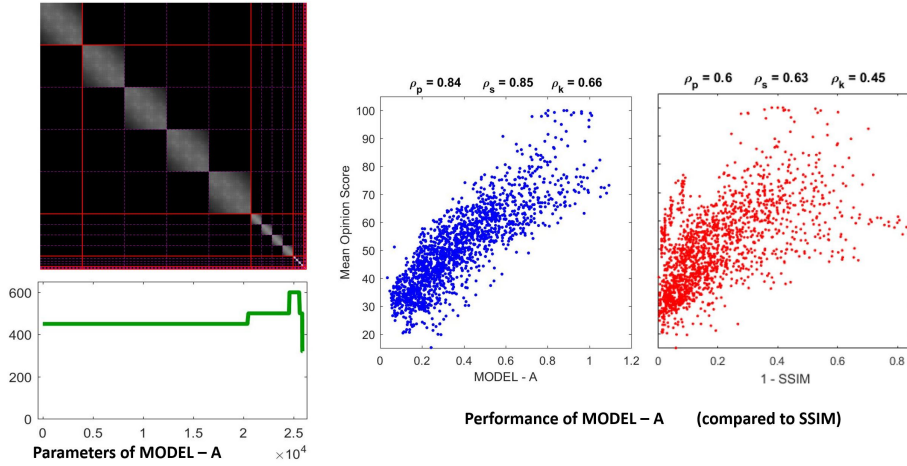 600
400
200
0
0 0.5 1 1.5 2 2.5
×10⁴
Parameters of MODEL – A
ρp = 0.84 ρs = 0.85 ρk = 0.66
100
90
80
70
60
50
40
30
20
Mean Opinion Score
0 0.2 0.4 0.6 0.8 1 1.2
MODEL - A
ρp = 0.6 ρs = 0.63 ρk = 0.45
0 0.2 0.4 0.6 0.8
1 - SSIM
Performance of MODEL – A (compared to SSIM)